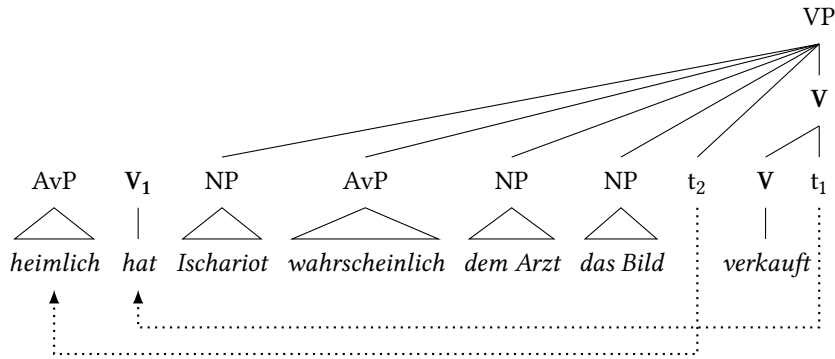 VP
V
AvP V₁ NP AvP NP NP t₂ V t₁
heimlich hat Ischariot wahrscheinlich dem Arzt das Bild verkauft